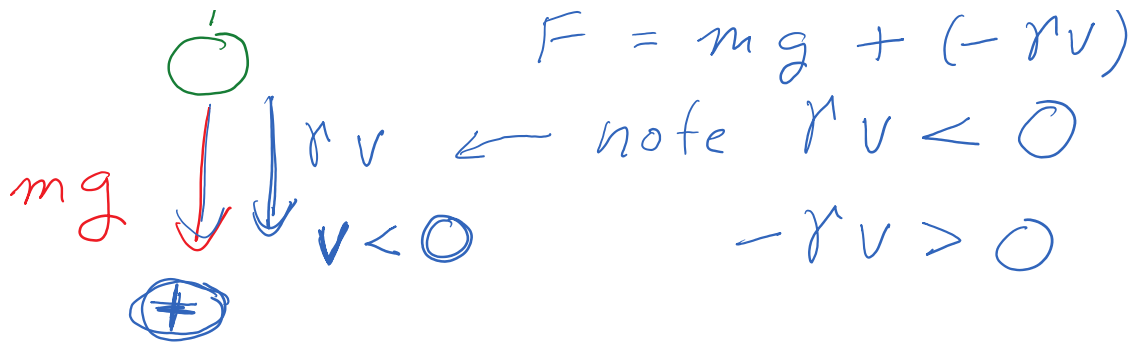 F = mg + (- γv)
γv ← note γv < 0
mg
v < 0 - γv > 0
+